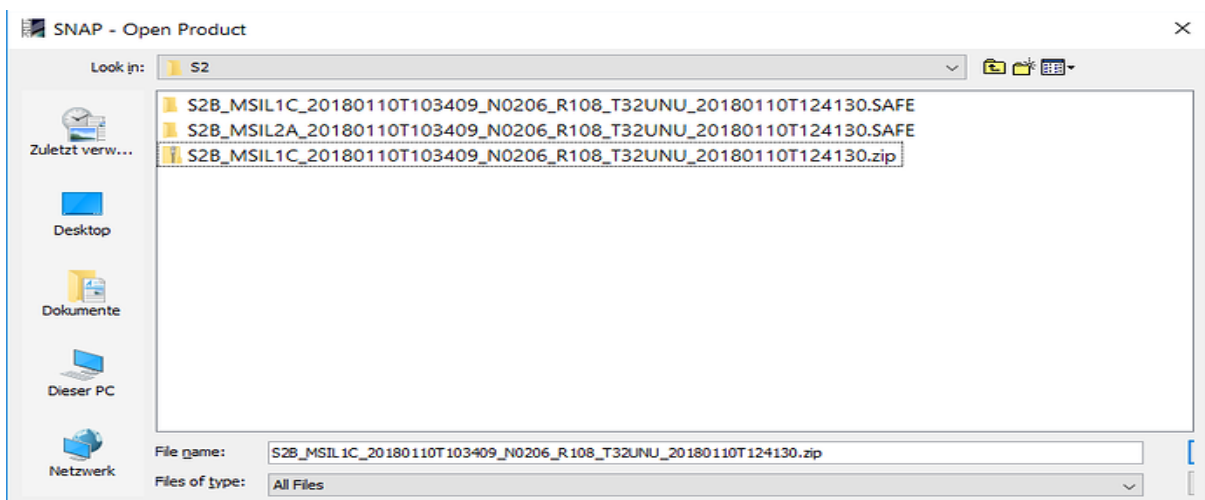 SNAP - Open Product
Look in: S2
S2B_MSIL1C_20180110T103409_N0206_R108_T32UNU_20180110T124130.SAFE
S2B_MSIL2A_20180110T103409_N0206_R108_T32UNU_20180110T124130.SAFE
S2B_MSIL1C_20180110T103409_N0206_R108_T32UNU_20180110T124130.zip
Zuletzt verw...
Desktop
Dokumente
Dieser PC
Netzwerk
File name: S2B_MSIL1C_20180110T103409_N0206_R108_T32UNU_20180110T124130.zip
Files of type: All Files